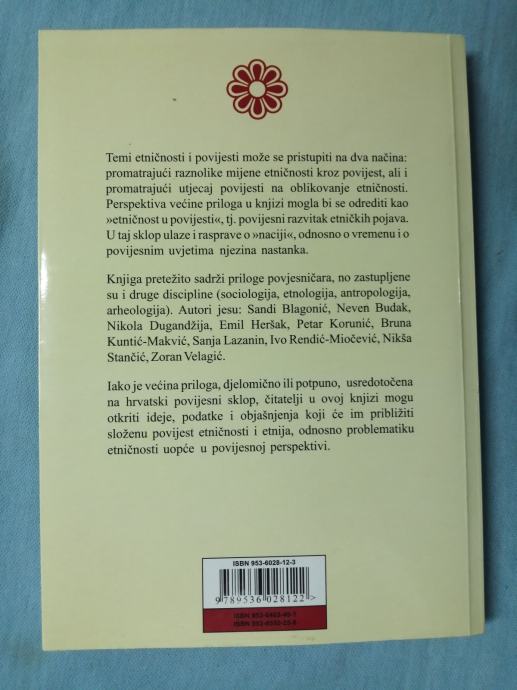 Temi etničnosti i povijesti može se pristupiti na dva načina:
promatrajući raznolike mijene etničnosti kroz povijest, ali i
promatrajući utjecaj povijesti na oblikovanje etničnosti.
Perspektiva većine priloga u knjizi mogla bi se odrediti kao
»etničnost u povijesti«, tj. povijesni razvitak etničkih pojava.
U taj sklop ulaze i rasprave o »naciji«, odnosno o vremenu i o
povijesnim uvjetima njezina nastanka.
Knjiga pretežito sadrži priloge povjesničara, no zastupljene
su i druge discipline (sociologija, etnologija, antropologija,
arheologija). Autori jesu: Sandi Blagonić, Neven Budak,
Nikola Dugandžija, Emil Heršak, Petar Korunić, Bruna
Kuntić-Makvić, Sanja Lazanin, Ivo Rendić-Miočević, Nikša
Stančić, Zoran Velagić.
Iako je većina priloga, djelomično ili potpuno, usredotočena
na hrvatski povijesni sklop, čitatelji u ovoj knjizi mogu
otkriti ideje, podatke i objašnjenja koji će im približiti
složenu povijest etničnosti i etnija, odnosno problematiku
etničnosti uopće u povijesnoj perspektivi.
ISBN 953-6028-12-3
9 789536 028122 >
ISBN
ISBN